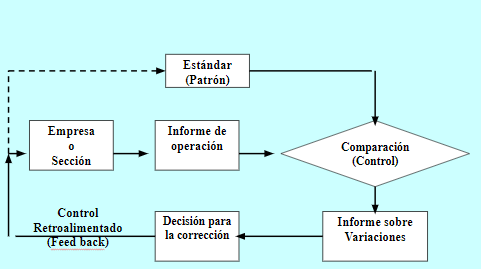 Estándar
(Patrón)
Empresa
o
Sección
Informe de
operación
Comparación
(Control)
Control
Retroalimentado
(Feed back)
Decisión para
la corrección
Informe sobre
Variaciones